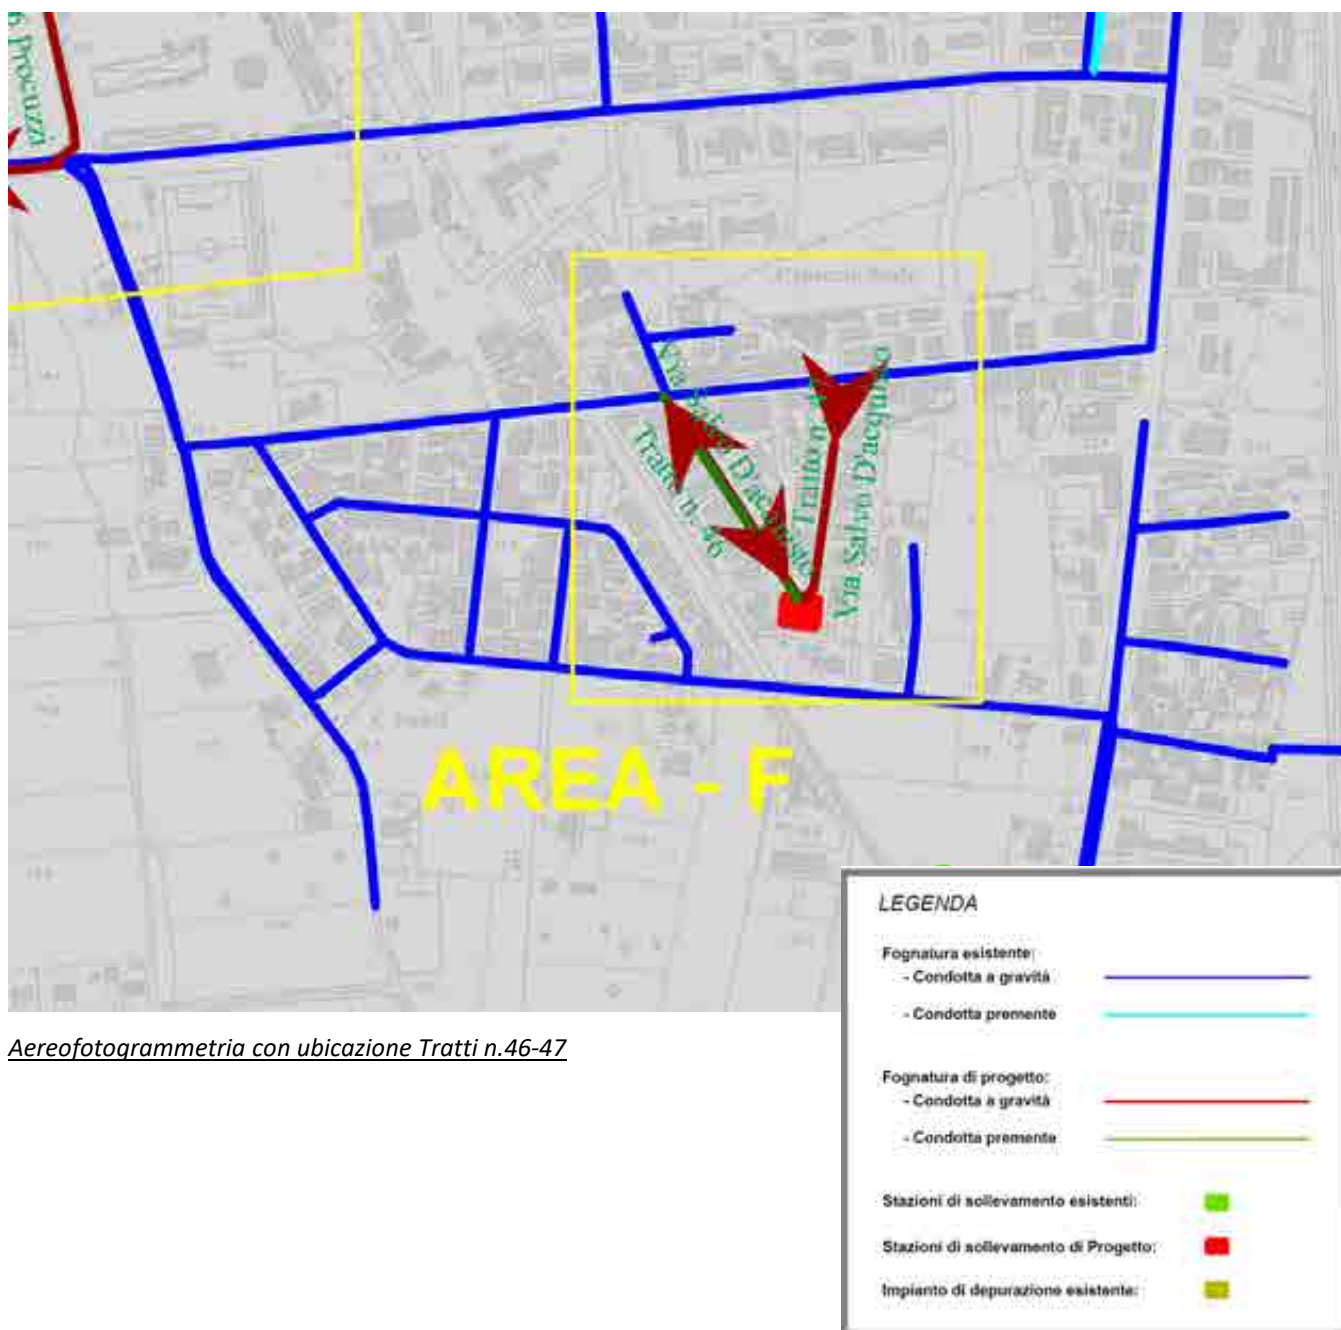 Procuzzi
Via Salvo D'acquisto
Tratto n. 46
Tratto n. 4
Via Salvo D'acquisto
AREA - F
LEGENDA
Fognatura esistente:
- Condotta a gravità
- Condotta premente
Fognatura di progetto:
- Condotta a gravità
- Condotta premente
Stazioni di sollevamento esistenti:
Stazioni di sollevamento di Progetto:
Impianto di depurazione esistente:
Aereofotogrammetria con ubicazione Tratti n.46-47